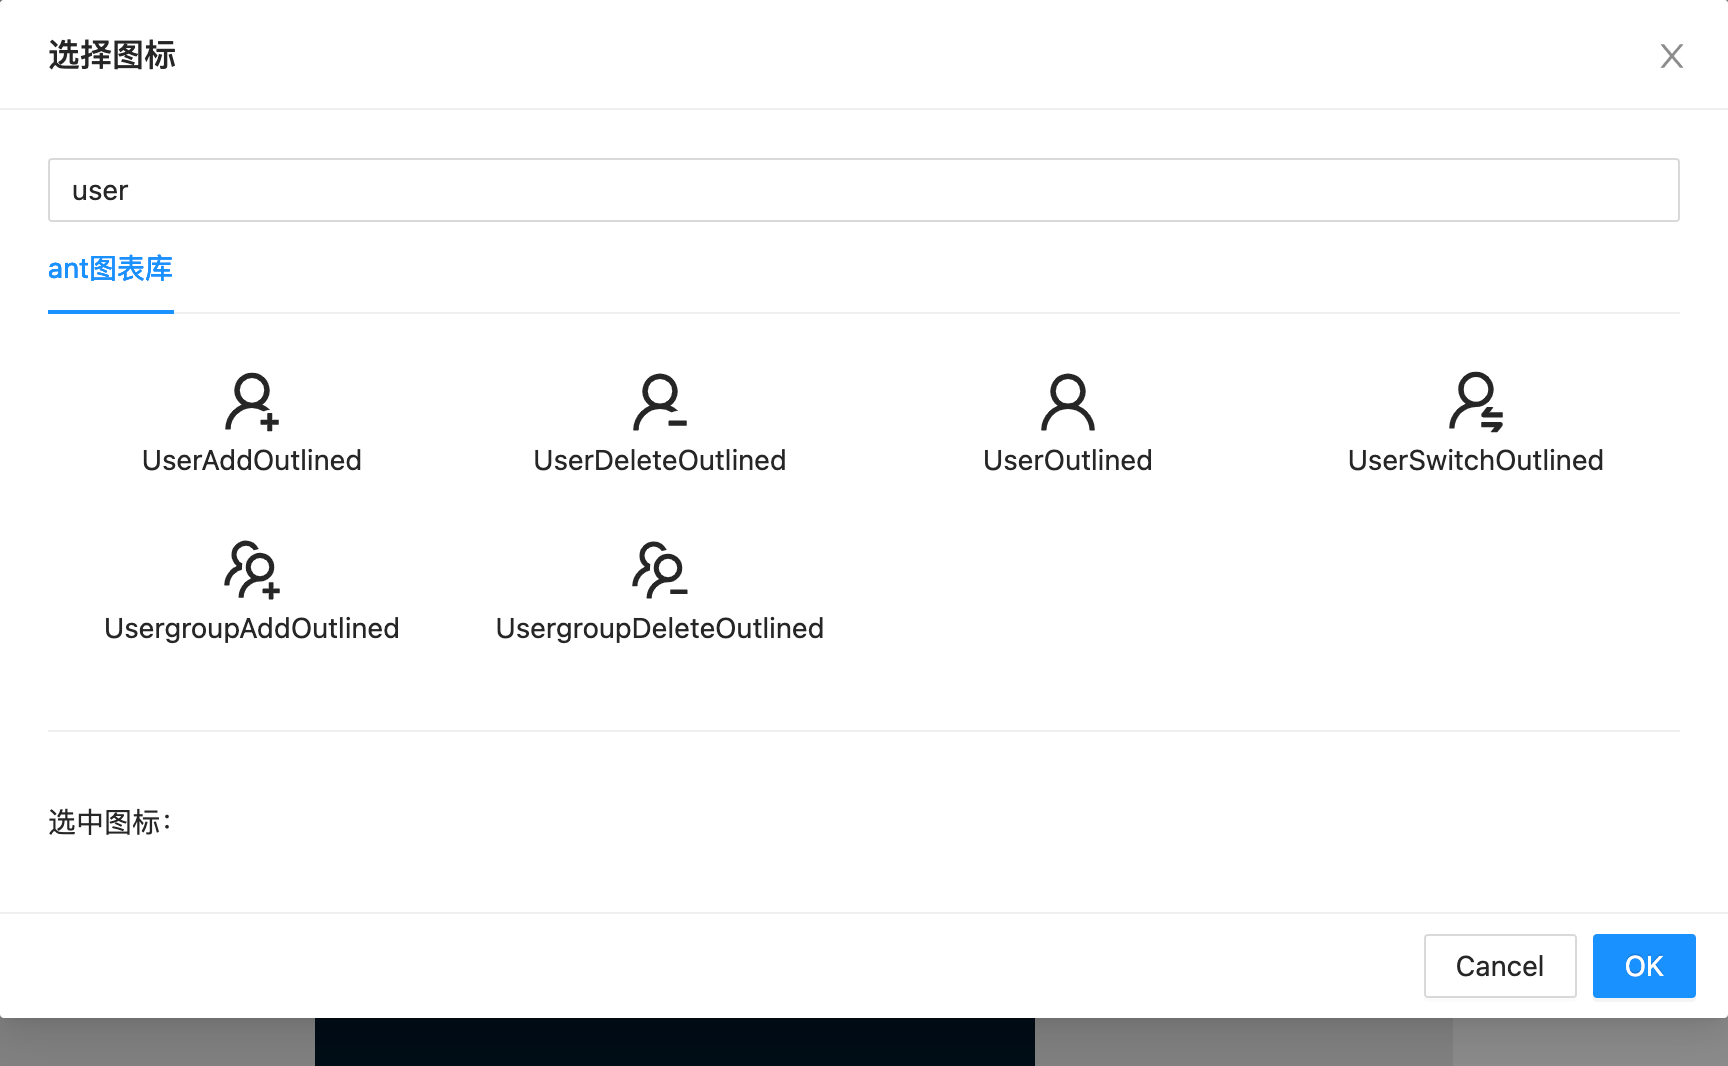 选择图标
user
ant图表库
UserAddOutlined
UserDeleteOutlined
UserOutlined
UserSwitchOutlined
UsergroupAddOutlined
UsergroupDeleteOutlined
选中图标：
Cancel
OK